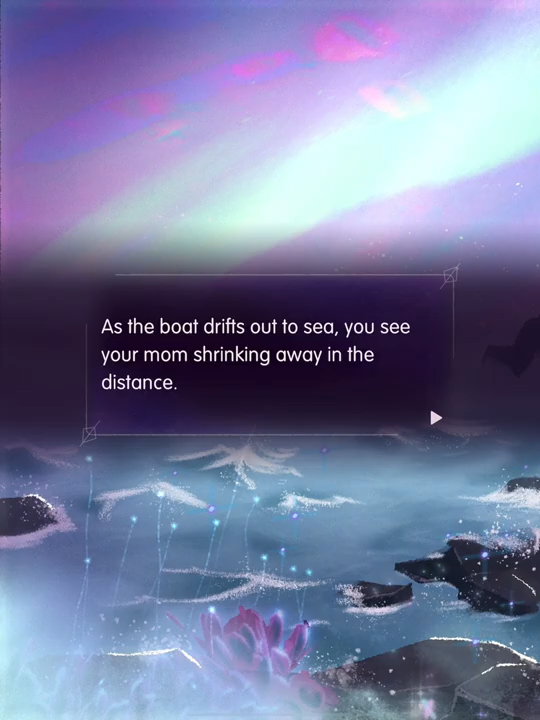 As the boat drifts out to sea, you see
your mom shrinking away in the
distance.